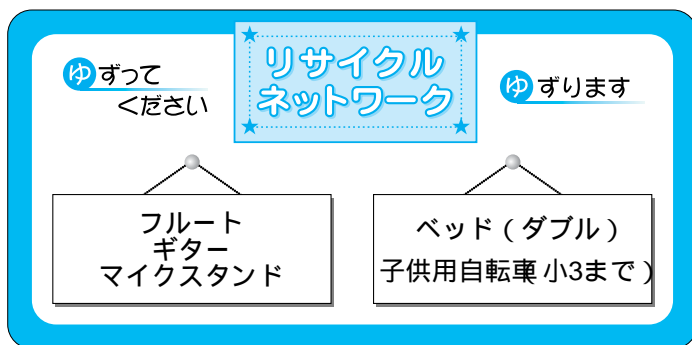 リサイクル
ネットワーク
ゆずって
ください
フルート
ギター
マイクスタンド
ゆずります
ベッド（ダブル）
子供用自転車（小3まで）